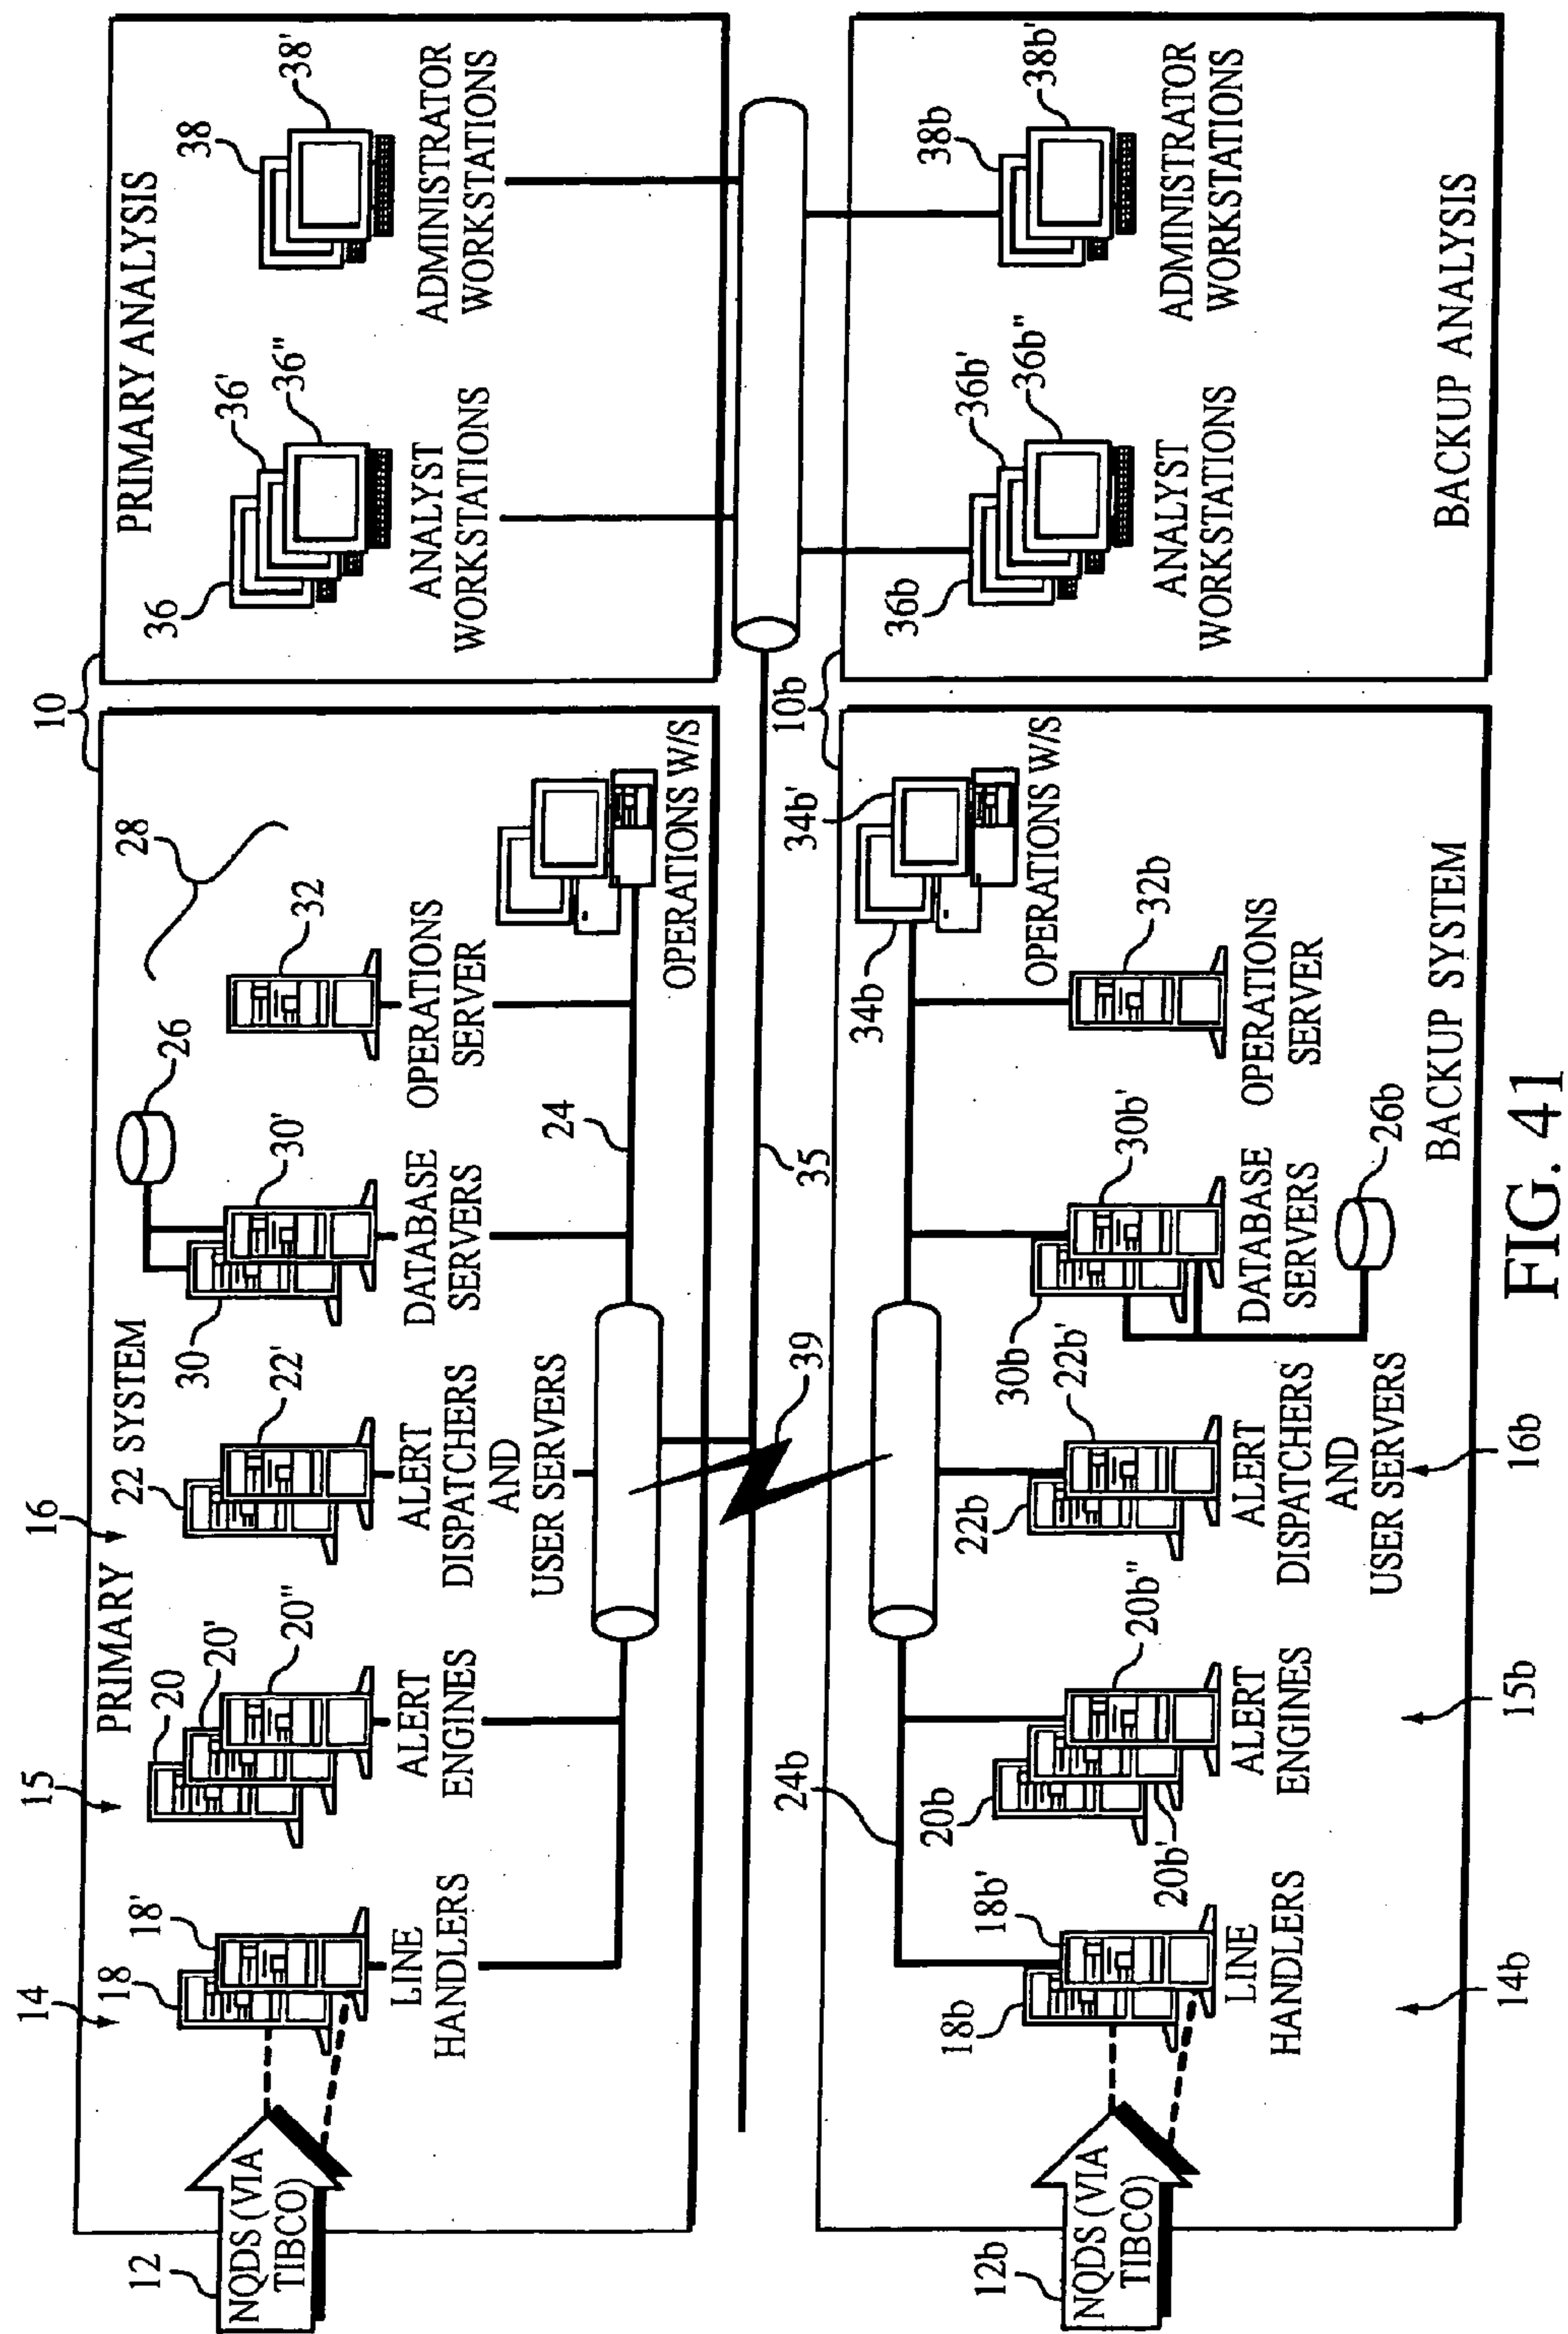 10
PRIMARY ANALYSIS
14
15
16
PRIMARY
SYSTEM
28
12
NQDS (VIA
TIBCO)
18
18'
20
20'
20"
22
22'
30
30'
26
32
36
36'
36"
38
38'
LINE
HANDLERS
ALERT
ENGINES
ALERT
DISPATCHERS
AND
USER SERVERS
DATABASE
SERVERS
OPERATIONS
SERVER
24
OPERATIONS W/S
ANALYST
WORKSTATIONS
ADMINISTRATOR
WORKSTATIONS
39
35
10b
12b
NQDS (VIA
TIBCO)
24b
34b
34b'
18b
18b'
20b
20b'
20b"
22b
22b'
30b
30b'
32b
36b
36b'
36b"
38b
38b'
LINE
HANDLERS
ALERT
ENGINES
ALERT
DISPATCHERS
AND
USER SERVERS
DATABASE
SERVERS
26b
OPERATIONS
SERVER
OPERATIONS W/S
ANALYST
WORKSTATIONS
ADMINISTRATOR
WORKSTATIONS
14b
15b
16b
BACKUP SYSTEM
BACKUP ANALYSIS
FIG. 41